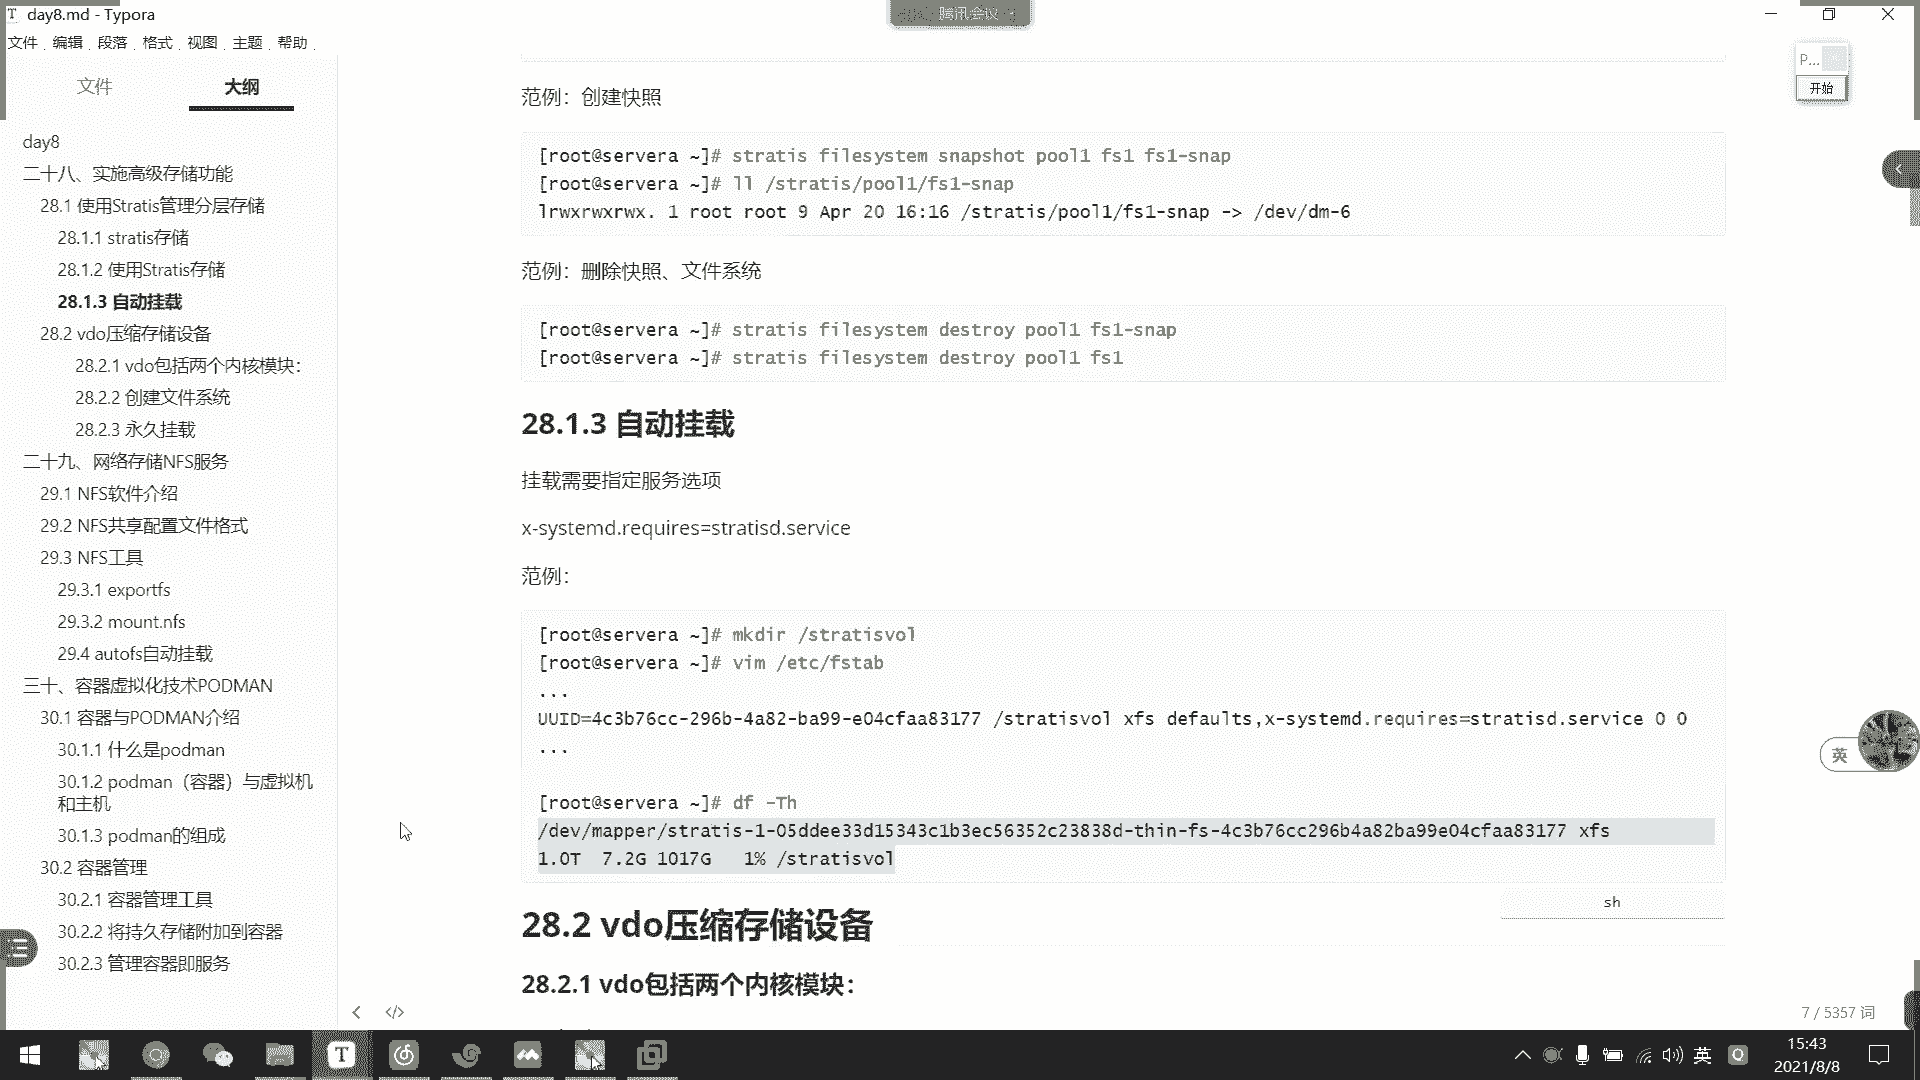 day8.md - Typora
腾讯会议
文件 编辑 段落 格式 视图 主题 帮助
P...
开始
文件 大纲
day8
二十八、实施高级存储功能
28.1 使用Stratis管理分层存储
28.1.1 stratis存储
28.1.2 使用Stratis存储
28.1.3 自动挂载
28.2 vdo压缩存储设备
28.2.1 vdo包括两个内核模块：
28.2.2 创建文件系统
28.2.3 永久挂载
二十九、网络存储NFS服务
29.1 NFS软件介绍
29.2 NFS共享配置文件格式
29.3 NFS工具
29.3.1 exportfs
29.3.2 mount.nfs
29.4 autofs自动挂载
三十、容器虚拟化技术PODMAN
30.1 容器与PODMAN介绍
30.1.1 什么是podman
30.1.2 podman（容器）与虚拟机
和主机
30.1.3 podman的组成
30.2 容器管理
30.2.1 容器管理工具
30.2.2 将持久存储附加到容器
30.2.3 管理容器即服务
范例：创建快照
[root@servera ~]# stratis filesystem snapshot pool1 fs1 fs1-snap
[root@servera ~]# ll /stratis/pool1/fs1-snap
lrwxrwxrwx. 1 root root 9 Apr 20 16:16 /stratis/pool1/fs1-snap -> /dev/dm-6
范例：删除快照、文件系统
[root@servera ~]# stratis filesystem destroy pool1 fs1-snap
[root@servera ~]# stratis filesystem destroy pool1 fs1
28.1.3 自动挂载
挂载需要指定服务选项
x-systemd.requires=stratisd.service
范例：
[root@servera ~]# mkdir /stratisvol
[root@servera ~]# vim /etc/fstab
...
UUID=4c3b76cc-296b-4a82-ba99-e04cfaa83177 /stratisvol xfs defaults,x-systemd.requires=stratisd.service 0 0
...
[root@servera ~]# df -Th
/dev/mapper/stratis-1-05ddee33d15343c1b3ec56352c23838d-thin-fs-4c3b76cc296b4a82ba99e04cfaa83177 xfs
1.0T 7.2G 1017G 1% /stratisvol
sh
28.2 vdo压缩存储设备
28.2.1 vdo包括两个内核模块：
英
7 / 5357 词
英
15:43
2021/8/8